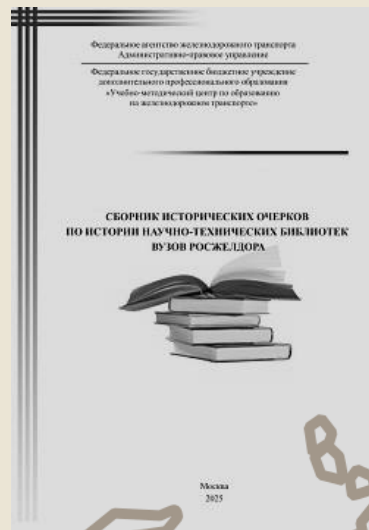 Федеральное агентство железнодорожного транспорта
Административно-правовое управление
Федеральное государственное бюджетное учреждение
дополнительного профессионального образования
«Учебно-методический центр по образованию
на железнодорожном транспорте»
СБОРНИК ИСТОРИЧЕСКИХ ОЧЕРКОВ
ПО ИСТОРИИ НАУЧНО-ТЕХНИЧЕСКИХ БИБЛИОТЕК
ВУЗОВ РОСЖЕЛДОРА
Москва
2025